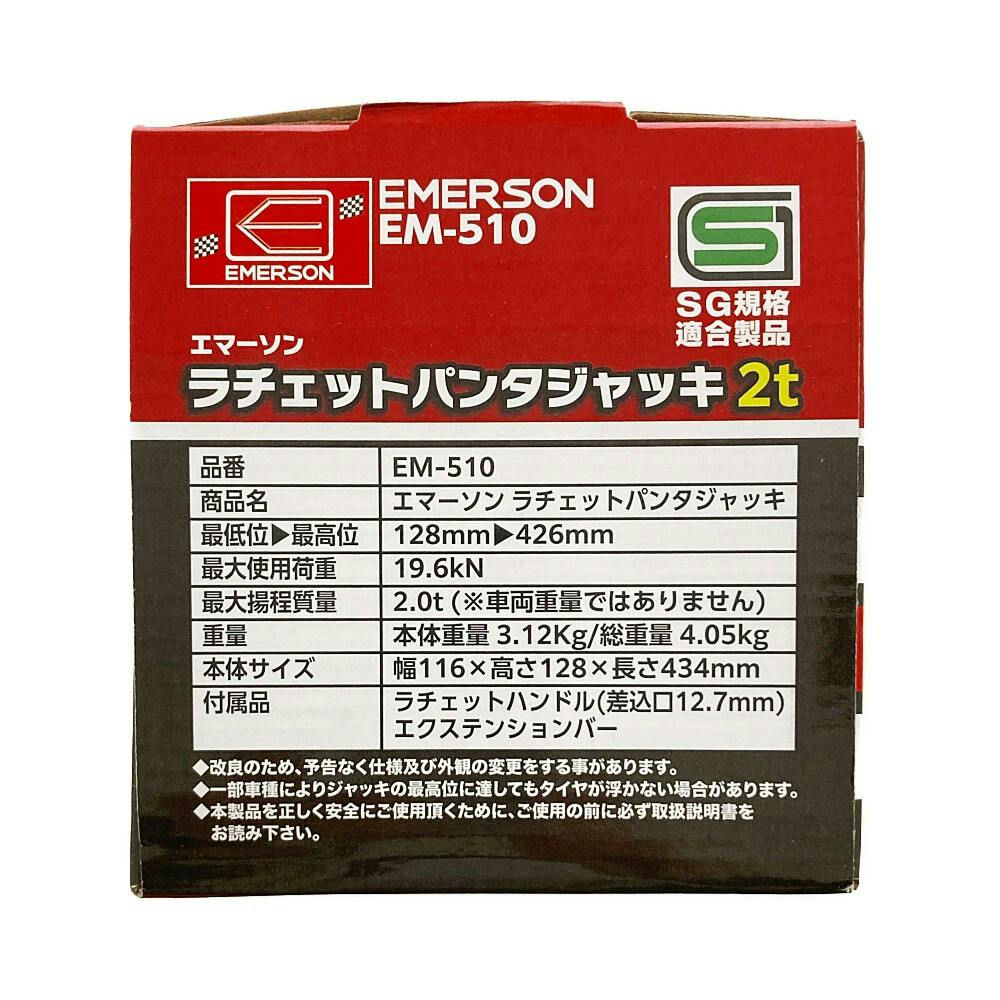 EMERSON
EMERSON
EM-510
SG規格
適合製品
エマーソン
ラチェットパンタジャッキ 2t
品番 EM-510
商品名 エマーソン ラチェットパンタジャッキ
最低位▶最高位 128mm▶426mm
最大使用荷重 19.6kN
最大揚程質量 2.0t (※車両重量ではありません)
重量 本体重量 3.12Kg/総重量 4.05kg
本体サイズ 幅116×高さ128×長さ434mm
付属品 ラチェットハンドル(差込口12.7mm)
エクステンションバー
◆改良のため、予告なく仕様及び外観の変更をする事があります。
◆一部車種によりジャッキの最高位に達してもタイヤが浮かない場合があります。
◆本製品を正しく安全にご使用頂くために、ご使用の前に必ず取扱説明書を
お読み下さい。